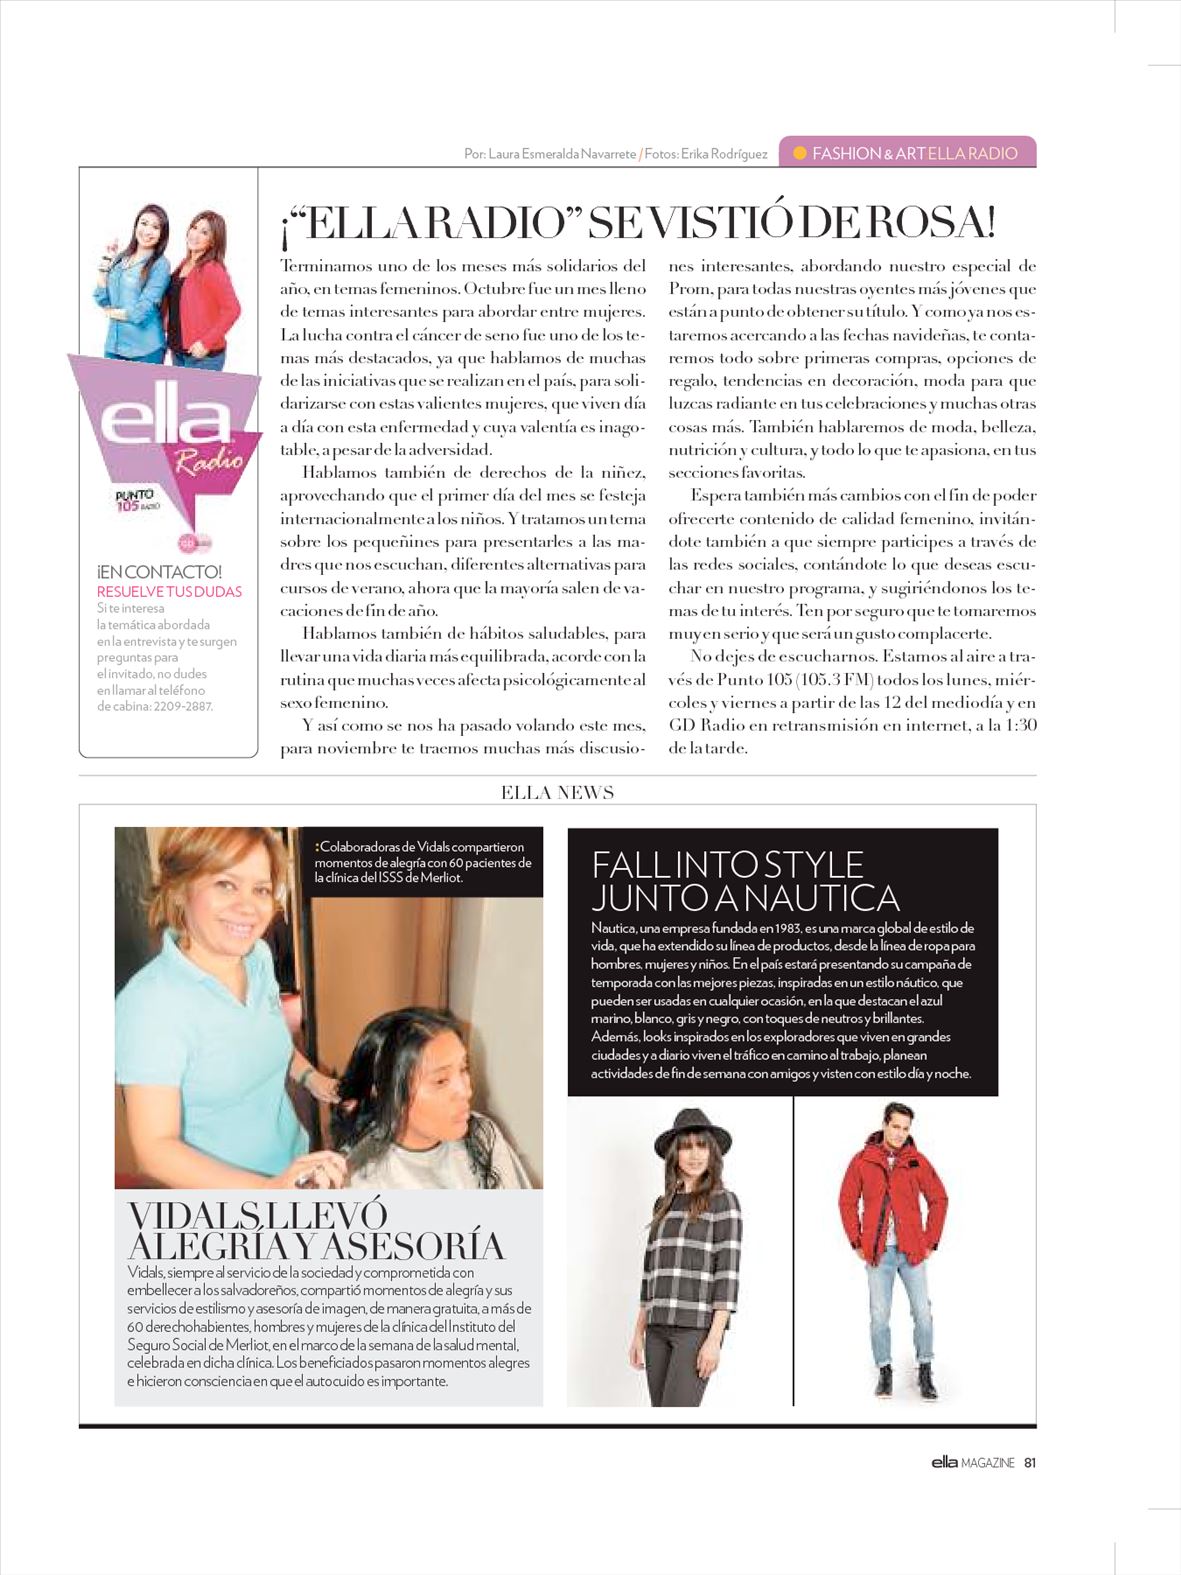 Por: Laura Esmeralda Navarrete / Fotos: Erika Rodríguez
FASHION & ART ELLA RADIO
ella
Radio
PUNTO
105 RADIO
¡EN CONTACTO!
RESUELVE TUS DUDAS
Si te interesa
la temática abordada
en la entrevista y te surgen
preguntas para
el invitado, no dudes
en llamar al teléfono
de cabina: 2209-2887.
¡“ELLA RADIO” SE VISTIÓ DE ROSA!
Terminamos uno de los meses más solidarios del
año, en temas femeninos. Octubre fue un mes lleno
de temas interesantes para abordar entre mujeres.
La lucha contra el cáncer de seno fue uno de los te-
mas más destacados, ya que hablamos de muchas
de las iniciativas que se realizan en el país, para soli-
darizarse con estas valientes mujeres, que viven día
a día con esta enfermedad y cuya valentía es inago-
table, a pesar de la adversidad.
Hablamos también de derechos de la niñez,
aprovechando que el primer día del mes se festeja
internacionalmente a los niños. Y tratamos un tema
sobre los pequeñines para presentarles a las ma-
dres que nos escuchan, diferentes alternativas para
cursos de verano, ahora que la mayoría salen de va-
caciones de fin de año.
Hablamos también de hábitos saludables, para
llevar una vida diaria más equilibrada, acorde con la
rutina que muchas veces afecta psicológicamente al
sexo femenino.
Y así como se nos ha pasado volando este mes,
para noviembre te traemos muchas más discusio-
nes interesantes, abordando nuestro especial de
Prom, para todas nuestras oyentes más jóvenes que
están a punto de obtener su título. Y como ya nos es-
taremos acercando a las fechas navideñas, te conta-
remos todo sobre primeras compras, opciones de
regalo, tendencias en decoración, moda para que
luzcas radiante en tus celebraciones y muchas otras
cosas más. También hablaremos de moda, belleza,
nutrición y cultura, y todo lo que te apasiona, en tus
secciones favoritas.
Espera también más cambios con el fin de poder
ofrecerte contenido de calidad femenino, invitán-
dote también a que siempre participes a través de
las redes sociales, contándote lo que deseas escu-
char en nuestro programa, y sugiriéndonos los te-
mas de tu interés. Ten por seguro que te tomaremos
muy en serio y que será un gusto complacerte.
No dejes de escucharnos. Estamos al aire a tra-
vés de Punto 105 (105.3 FM) todos los lunes, miér-
coles y viernes a partir de las 12 del mediodía y en
GD Radio en retransmisión en internet, a la 1:30
de la tarde.
ELLA NEWS
:Colaboradoras de Vidals compartieron
momentos de alegría con 60 pacientes de
la clínica del ISSS de Merliot.
VIDALS LLEVÓ
ALEGRÍA Y ASESORÍA
Vidals, siempre al servicio de la sociedad y comprometida con
embellecer a los salvadoreños, compartió momentos de alegría y sus
servicios de estilismo y asesoría de imagen, de manera gratuita, a más de
60 derechohabientes, hombres y mujeres de la clínica del Instituto del
Seguro Social de Merliot, en el marco de la semana de la salud mental,
celebrada en dicha clínica. Los beneficiados pasaron momentos alegres
e hicieron consciencia en que el autocuido es importante.
FALL INTO STYLE
JUNTO A NAUTICA
Nautica, una empresa fundada en 1983, es una marca global de estilo de
vida, que ha extendido su línea de productos, desde la línea de ropa para
hombres, mujeres y niños. En el país estará presentando su campaña de
temporada con las mejores piezas, inspiradas en un estilo náutico, que
pueden ser usadas en cualquier ocasión, en la que destacan el azul
marino, blanco, gris y negro, con toques de neutros y brillantes.
Además, looks inspirados en los exploradores que viven en grandes
ciudades y a diario viven el tráfico en camino al trabajo, planean
actividades de fin de semana con amigos y visten con estilo día y noche.
ella MAGAZINE 81